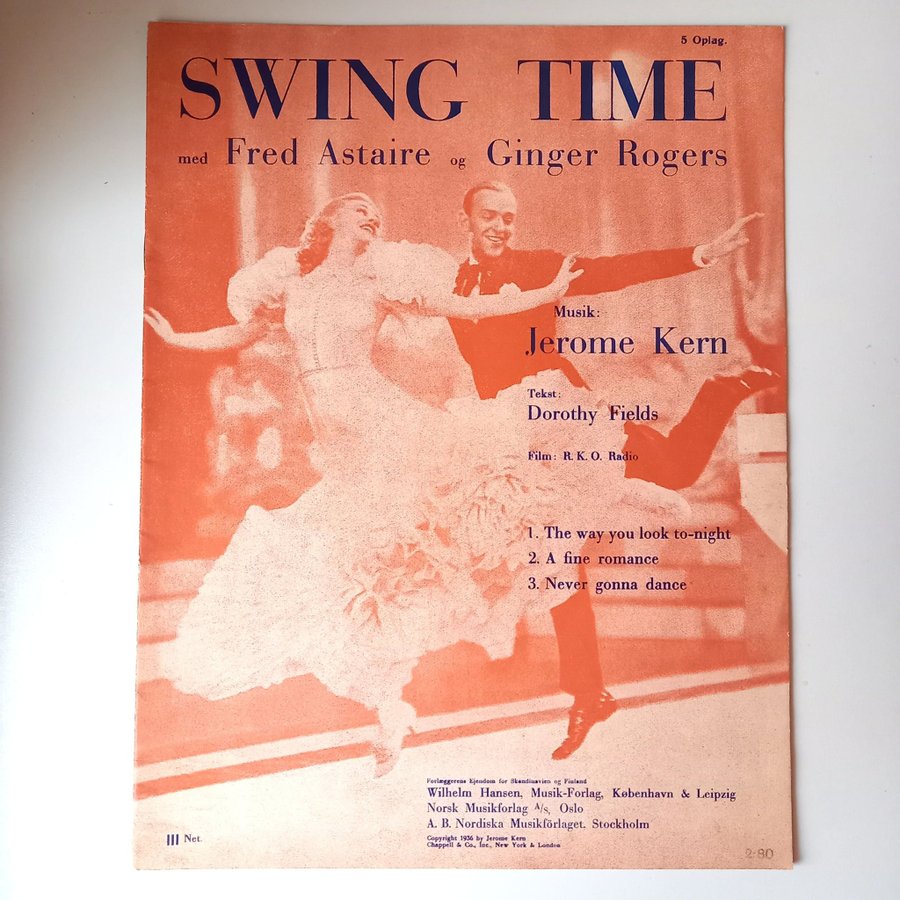 5 Oplag.
SWING TIME
med Fred Astaire og Ginger Rogers
Musik:
Jerome Kern
Tekst:
Dorothy Fields
Film: R. K. O. Radio
1. The way you look to-night
2. A fine romance
3. Never gonna dance
Forlæggerens Ejendom for Skandinavien og Finland
Wilhelm Hansen, Musik-Forlag, København & Leipzig
Norsk Musikforlag A/s, Oslo
A. B. Nordiska Musikförlaget, Stockholm
Copyright 1936 by Jerome Kern
Chappell & Co., Inc., New York & London
III Net.
2-80